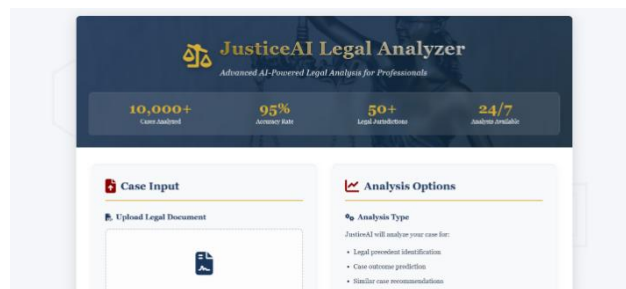 JusticeAI Legal Analyzer
Advanced AI-Powered Legal Analysis for Professionals
10,000+
Cases Analyzed
95%
Accuracy Rate
50+
Legal Jurisdictions
24/7
Analysis Available
Case Input
Upload Legal Document
Analysis Options
Analysis Type
JusticeAI will analyze your case for:
• Legal precedent identification
• Case outcome prediction
• Similar case recommendations